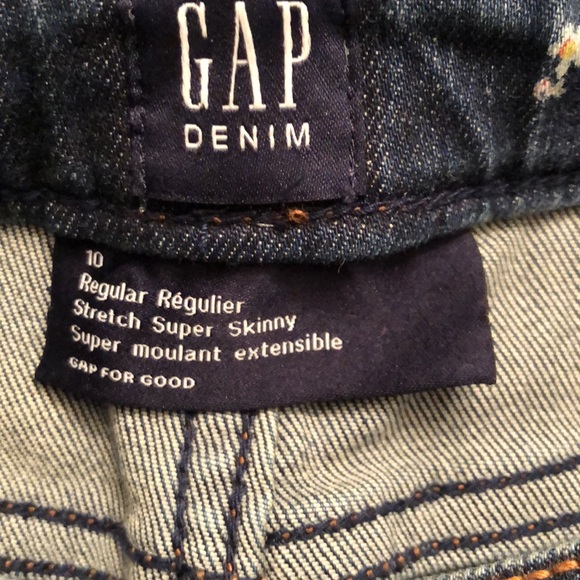 GAP
DENIM
10
Regular Régulier
Stretch Super Skinny
Super moulant extensible
GAP FOR GOOD